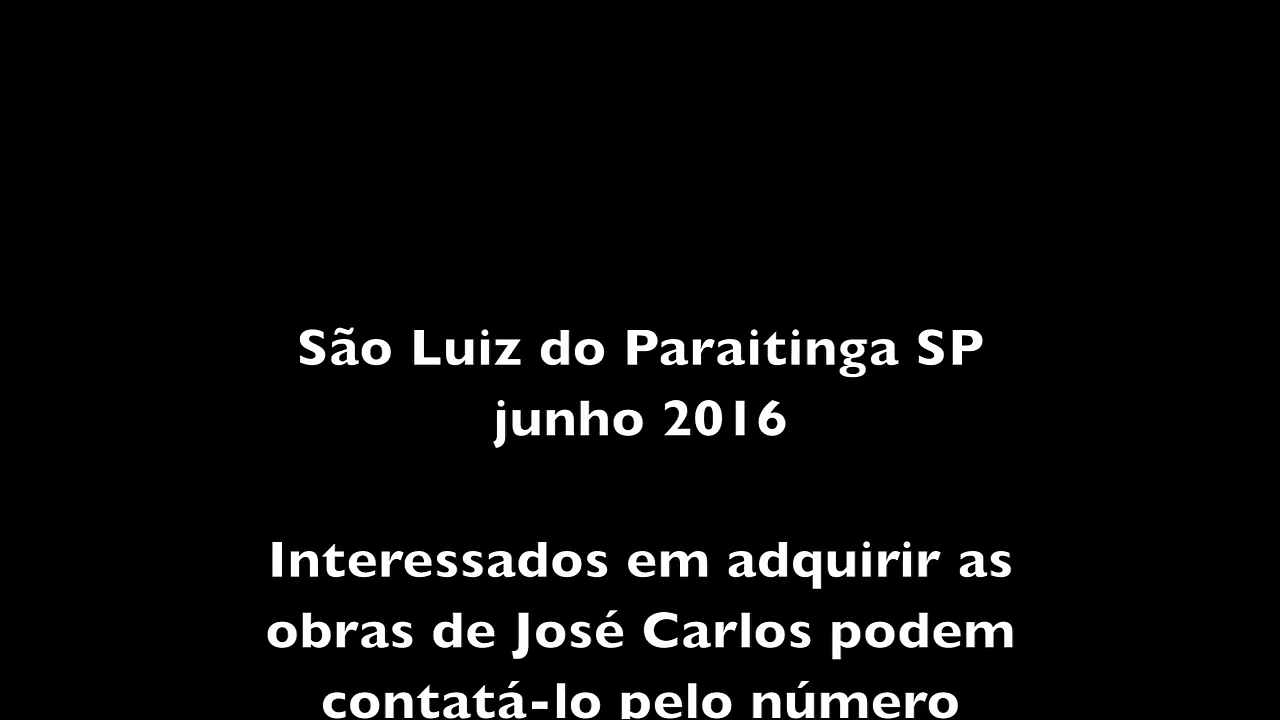 São Luiz do Paraitinga SP
junho 2016
Interessados em adquirir as
obras de José Carlos podem
contatá-lo pelo número